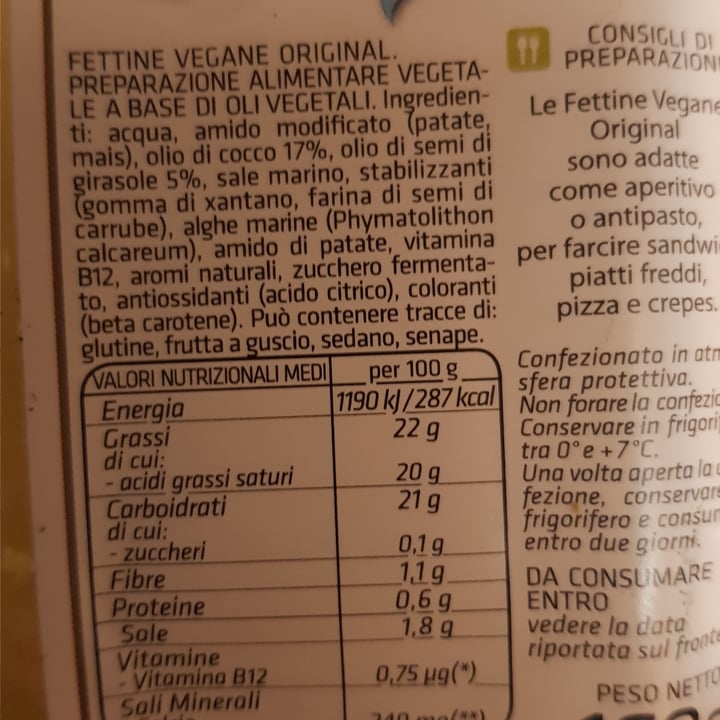 FETTINE VEGANE ORIGINAL.
PREPARAZIONE ALIMENTARE VEGETA-
LE A BASE DI OLI VEGETALI. Ingredien-
ti: acqua, amido modificato (patate,
mais), olio di cocco 17%, olio di semi di
girasole 5%, sale marino, stabilizzanti
(gomma di xantano, farina di semi di
carrube), alghe marine (Phymatolithon
calcareum), amido di patate, vitamina
B12, aromi naturali, zucchero fermenta-
to, antiossidanti (acido citrico), coloranti
(beta carotene). Può contenere tracce di:
glutine, frutta a guscio, sedano, senape.
VALORI NUTRIZIONALI MEDI per 100 g
Energia 1190 kJ/287 kcal
Grassi 22 g
di cui:
- acidi grassi saturi 20 g
Carboidrati 21 g
di cui:
- zuccheri 0,1 g
Fibre 1,1 g
Proteine 0,6 g
Sale 1,8 g
Vitamine
- Vitamina B12 0,75 µg(*)
Sali Minerali
CONSIGLI DI
PREPARAZION
Le Fettine Vegane
Original
sono adatte
come aperitivo
o antipasto,
per farcire sandwi
piatti freddi,
pizza e crepes.
Confezionato in atm
sfera protettiva.
Non forare la confezio
Conservare in frigori
tra 0° e +7°C.
Una volta aperta la c
fezione, conservare
frigorifero e consum
entro due giorni.
DA CONSUMARE
ENTRO
vedere la data
riportata sul fronte
PESO NETTO